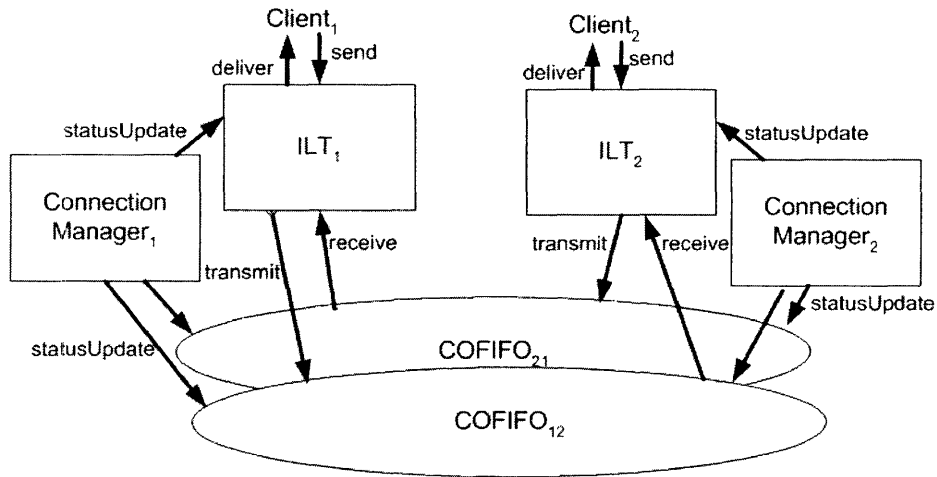 Client₁
Client₂
deliver
send
deliver
send
statusUpdate
ILT₁
ILT₂
statusUpdate
Connection
Manager₁
Connection
Manager₂
transmit
receive
transmit
receive
statusUpdate
statusUpdate
COFIFO₂₁
COFIFO₁₂